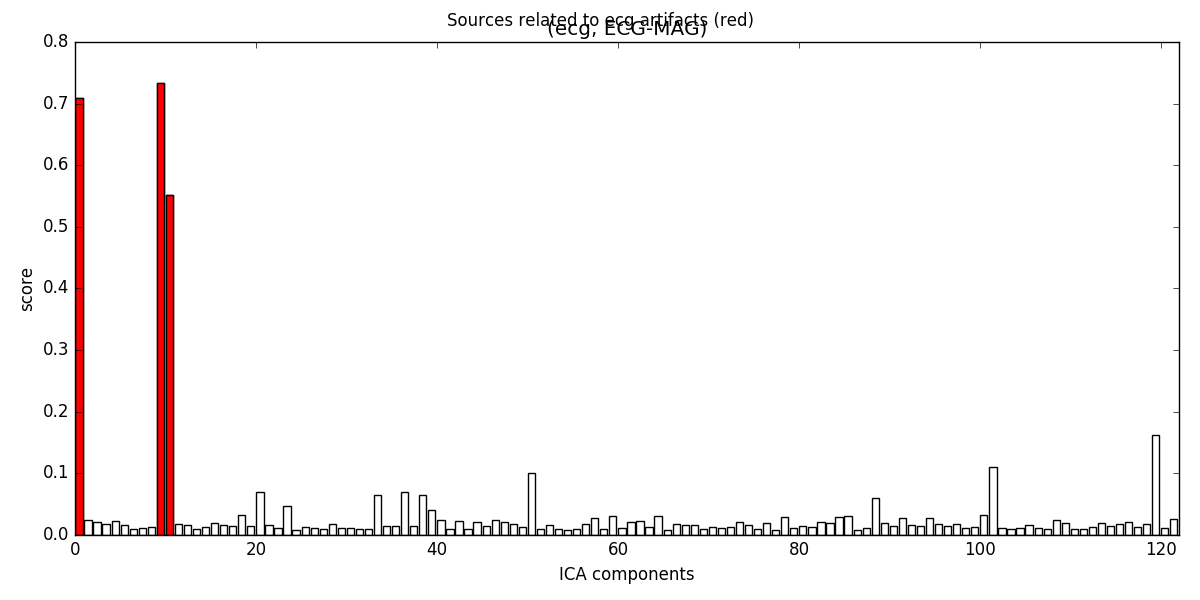 Sources related to ecg artifacts (red)
(ecg, ECG-MAG)
0.8
0.7
0.6
0.5
0.4
0.3
0.2
0.1
0.0
score
0 20 40 60 80 100 120
ICA components